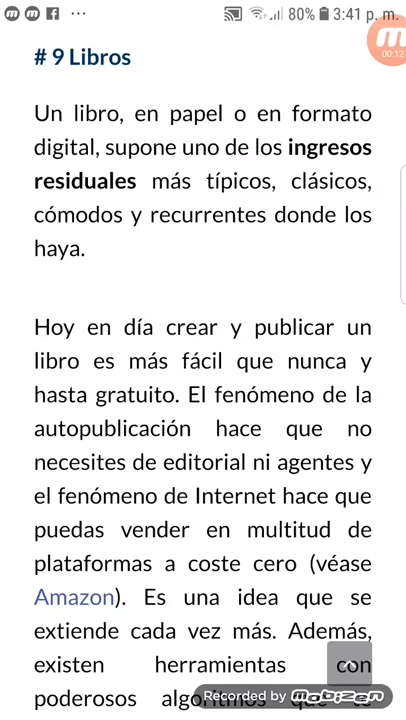 80% 3:41 p. m.
00:12
# 9 Libros
Un libro, en papel o en formato
digital, supone uno de los ingresos
residuales más típicos, clásicos,
cómodos y recurrentes donde los
haya.
Hoy en día crear y publicar un
libro es más fácil que nunca y
hasta gratuito. El fenómeno de la
autopublicación hace que no
necesites de editorial ni agentes y
el fenómeno de Internet hace que
puedas vender en multitud de
plataformas a coste cero (véase
Amazon). Es una idea que se
extiende cada vez más. Además,
existen herramientas con
poderosos algoritmos que te
Recorded by mobizen